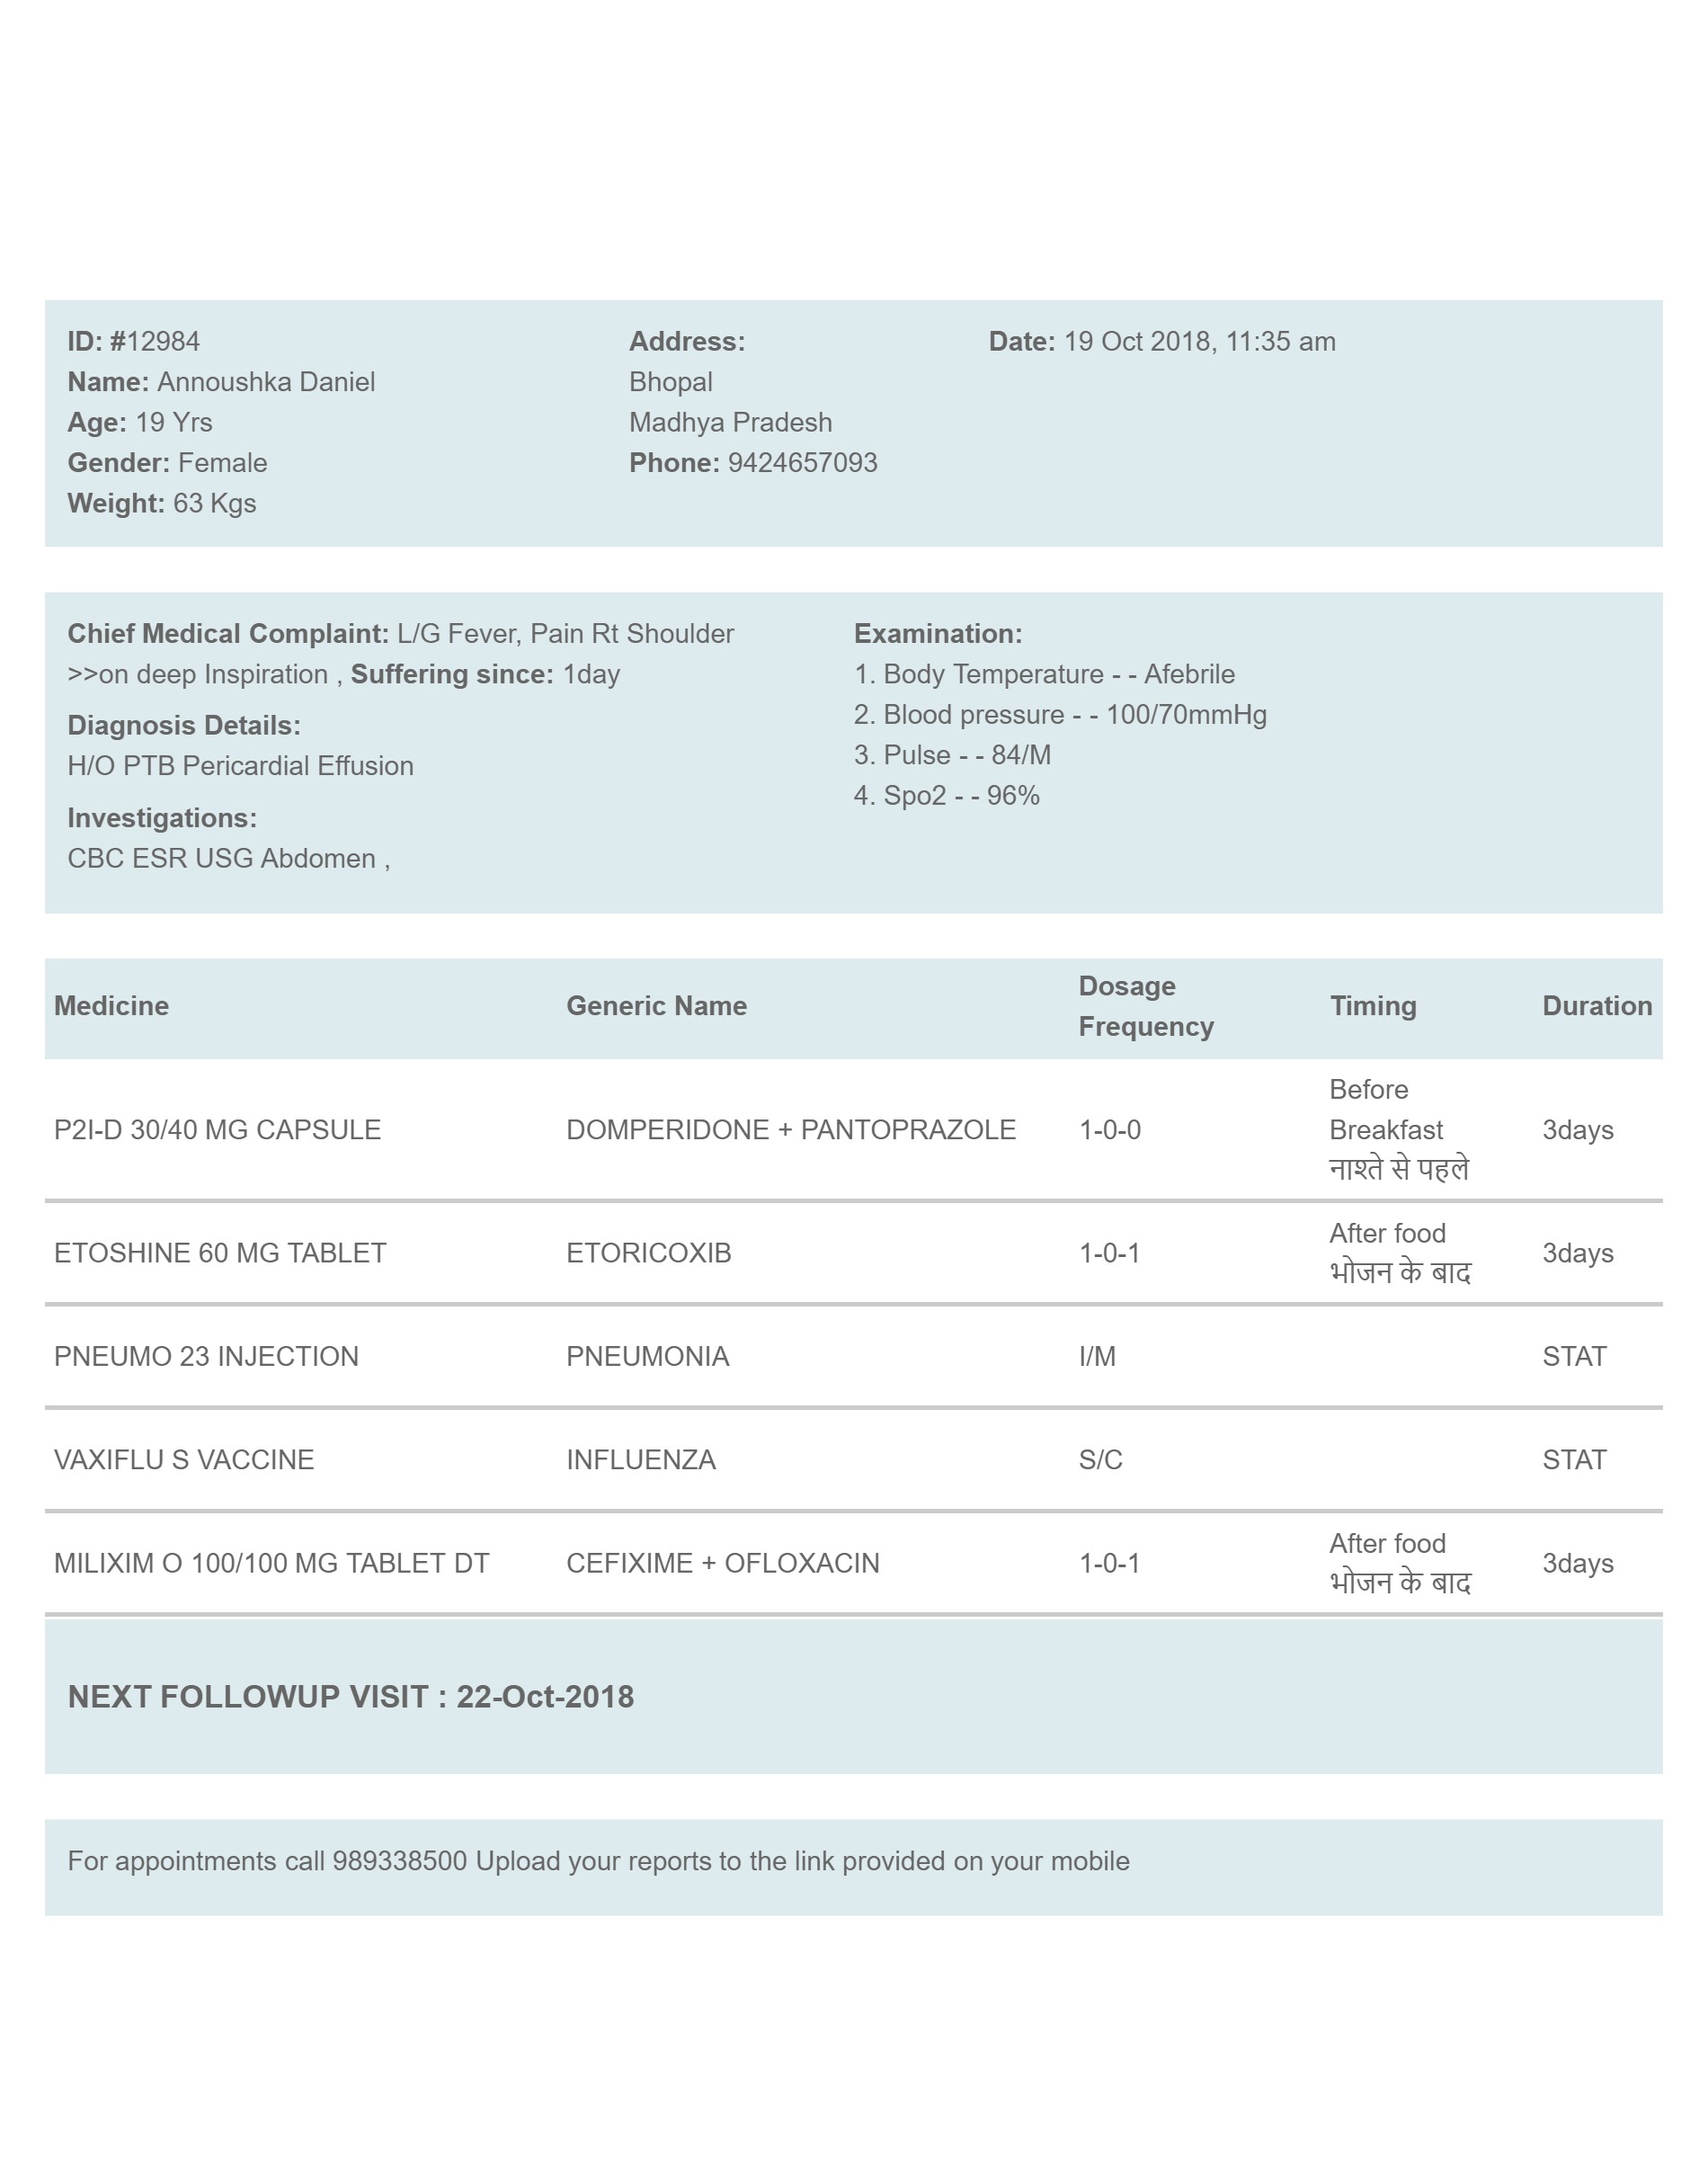 ID: #12984
Name: Annoushka Daniel
Age: 19 Yrs
Gender: Female
Weight: 63 Kgs
Address:
Bhopal
Madhya Pradesh
Phone: 9424657093
Date: 19 Oct 2018, 11:35 am
Chief Medical Complaint: L/G Fever, Pain Rt Shoulder
>>on deep Inspiration , Suffering since: 1day
Diagnosis Details:
H/O PTB Pericardial Effusion
Investigations:
CBC ESR USG Abdomen ,
Examination:
1. Body Temperature - - Afebrile
2. Blood pressure - - 100/70mmHg
3. Pulse - - 84/M
4. Spo2 - - 96%
Medicine Generic Name Dosage Frequency Timing Duration
P2I-D 30/40 MG CAPSULE DOMPERIDONE + PANTOPRAZOLE 1-0-0 Before Breakfast नाश्ते से पहले 3days
ETOSHINE 60 MG TABLET ETORICOXIB 1-0-1 After food भोजन के बाद 3days
PNEUMO 23 INJECTION PNEUMONIA I/M STAT
VAXIFLU S VACCINE INFLUENZA S/C STAT
MILIXIM O 100/100 MG TABLET DT CEFIXIME + OFLOXACIN 1-0-1 After food भोजन के बाद 3days
NEXT FOLLOWUP VISIT : 22-Oct-2018
For appointments call 989338500 Upload your reports to the link provided on your mobile